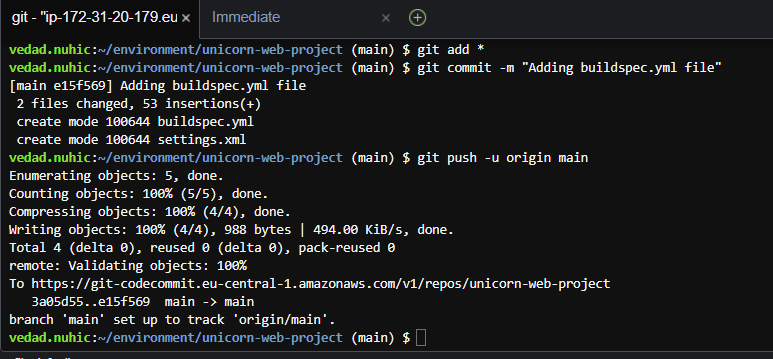 git - "ip-172-31-20-179.eu × Immediate ×
vedad.nuhic:~/environment/unicorn-web-project (main) $ git add *
vedad.nuhic:~/environment/unicorn-web-project (main) $ git commit -m "Adding buildspec.yml file"
[main e15f569] Adding buildspec.yml file
 2 files changed, 53 insertions(+)
 create mode 100644 buildspec.yml
 create mode 100644 settings.xml
vedad.nuhic:~/environment/unicorn-web-project (main) $ git push -u origin main
Enumerating objects: 5, done.
Counting objects: 100% (5/5), done.
Compressing objects: 100% (4/4), done.
Writing objects: 100% (4/4), 988 bytes | 494.00 KiB/s, done.
Total 4 (delta 0), reused 0 (delta 0), pack-reused 0
remote: Validating objects: 100%
To https://git-codecommit.eu-central-1.amazonaws.com/v1/repos/unicorn-web-project
   3a05d55..e15f569  main -> main
branch 'main' set up to track 'origin/main'.
vedad.nuhic:~/environment/unicorn-web-project (main) $